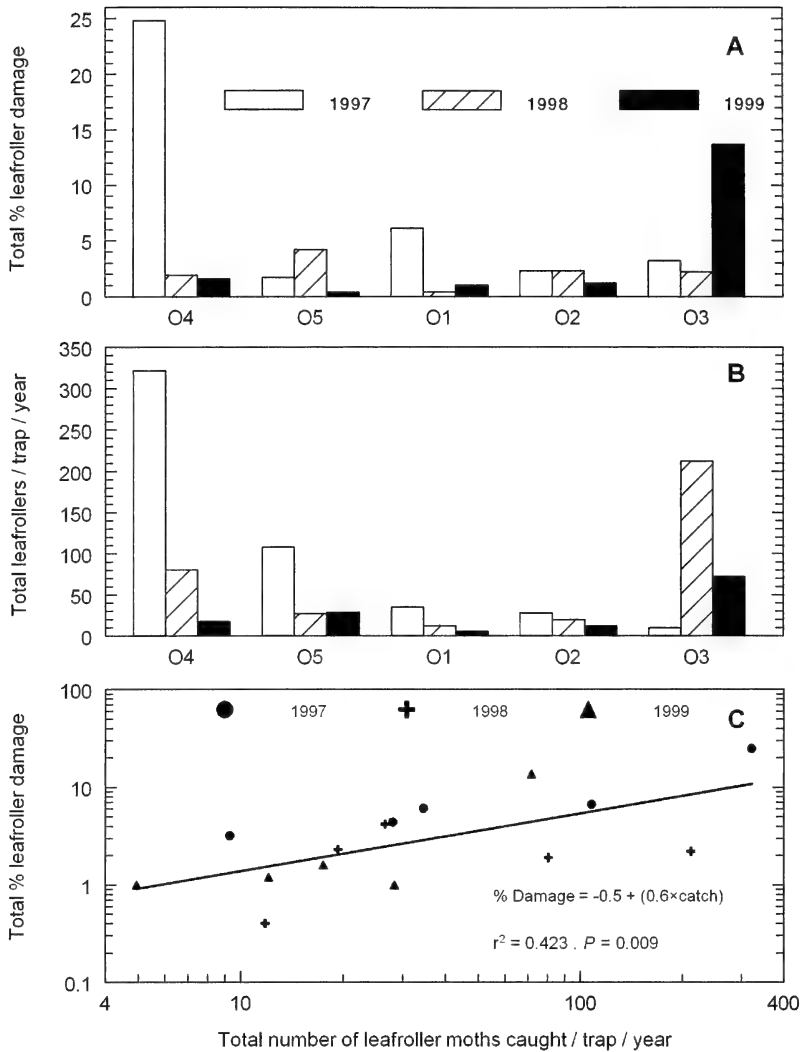 A
25
20
15
10
5
0
Total % leafroller damage
1997 1998 1999
O4 O5 O1 O2 O3
B
350
300
250
200
150
100
50
0
Total leafrollers / trap / year
O4 O5 O1 O2 O3
C
100
10
1
0.1
Total % leafroller damage
1997 1998 1999
% Damage = -0.5 + (0.6×catch)
r² = 0.423 . P = 0.009
4 10 100 400
Total number of leafroller moths caught / trap / year